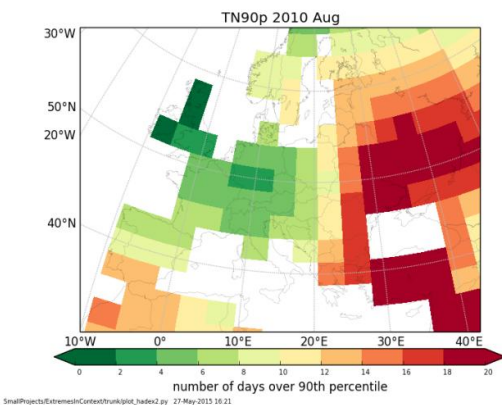 TN90p 2010 Aug
30°W
50°N
20°W
40°N
10°W 0° 10°E 20°E 30°E 40°E
0 2 4 6 8 10 12 14 16 18 20
number of days over 90th percentile
SmallProjects/ExtremesInContext/trunk/plot_hadex2.py 27-May-2015 16:21